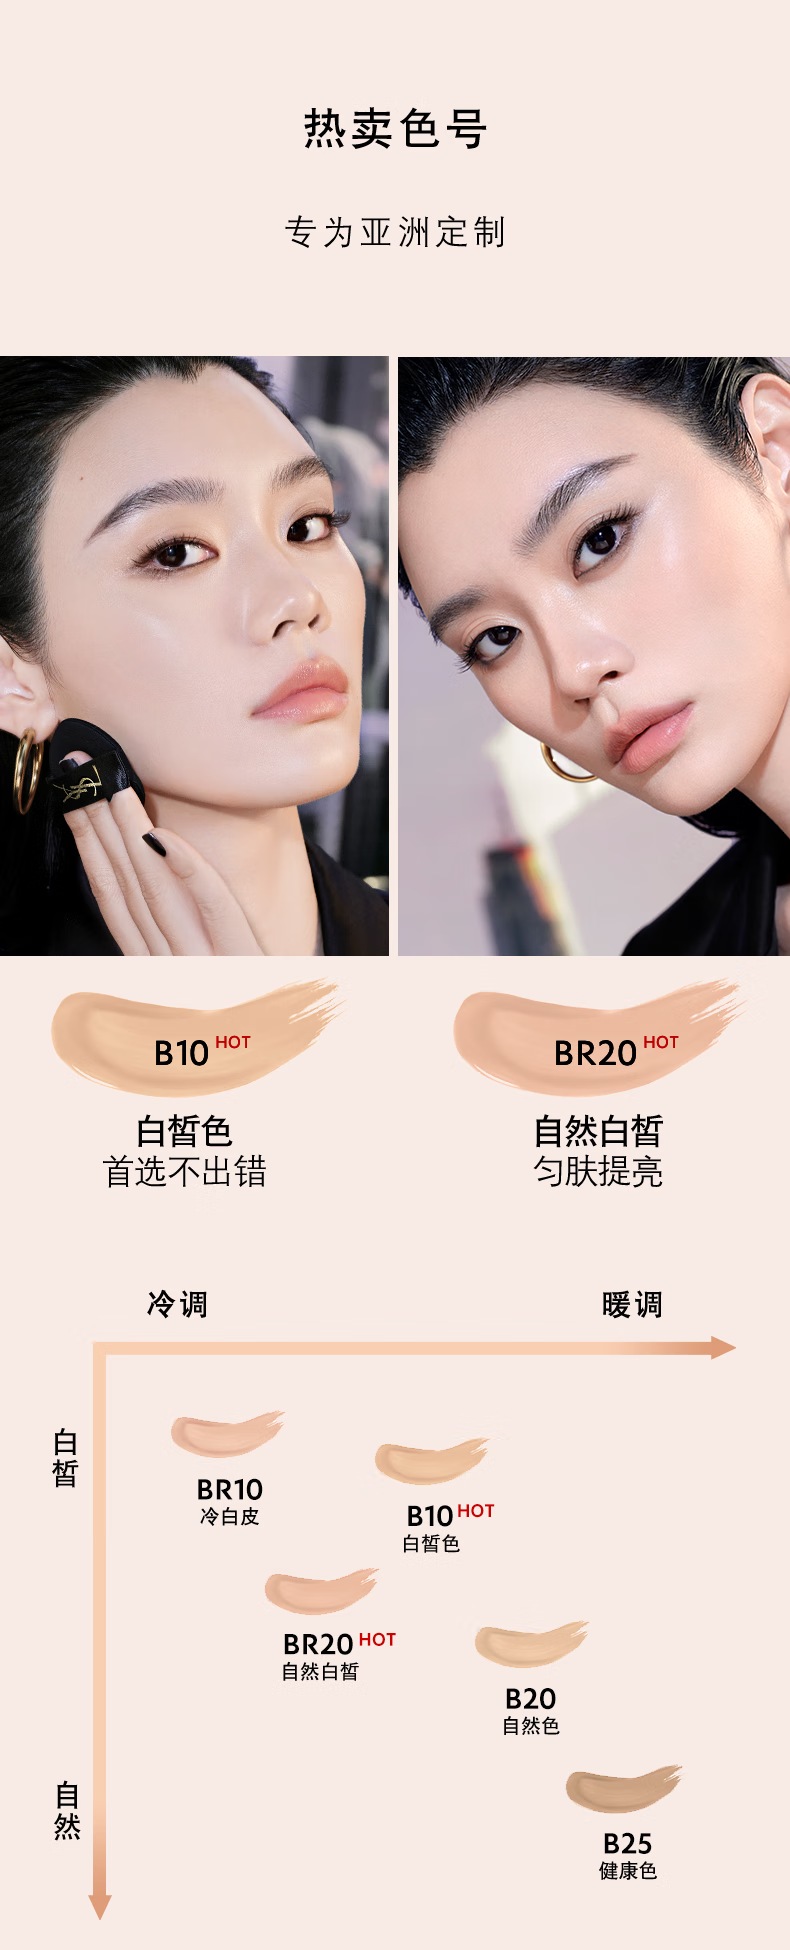 热卖色号
专为亚洲定制
YSL
B10 HOT
白皙色
首选不出错
BR20 HOT
自然白皙
匀肤提亮
冷调
暖调
白皙
BR10
冷白皮
B10 HOT
白皙色
BR20 HOT
自然白皙
B20
自然色
自然
B25
健康色